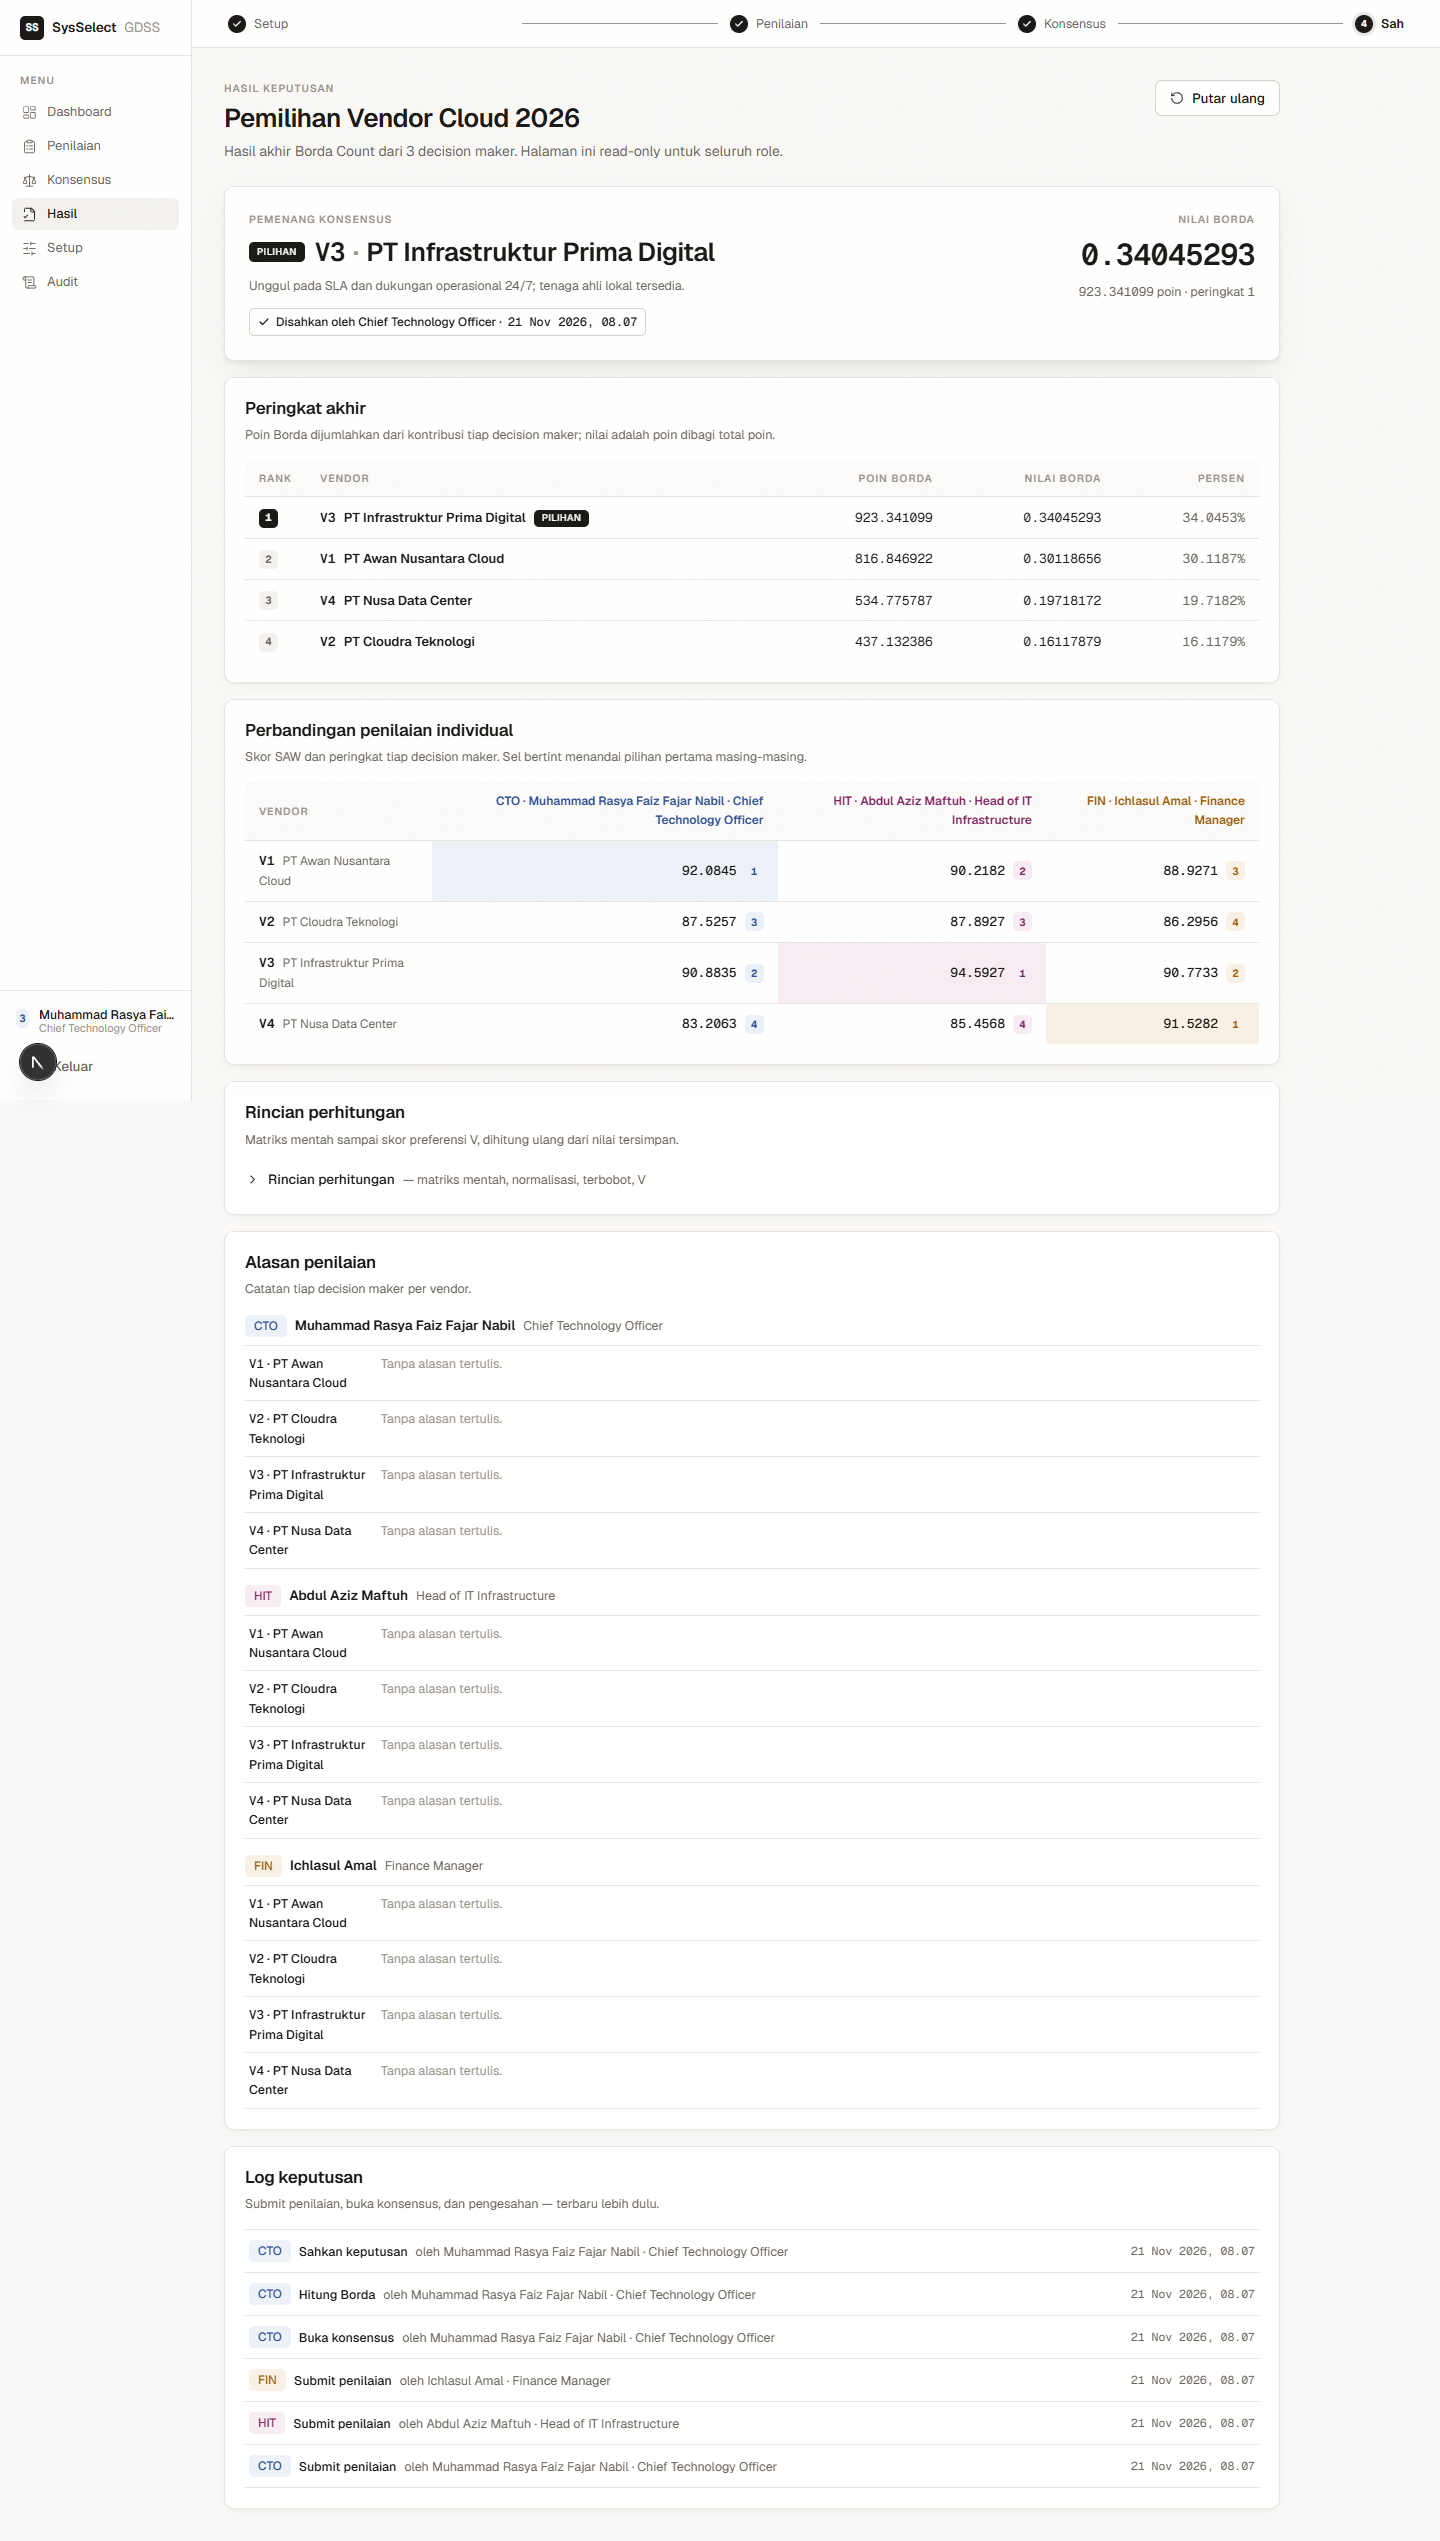 SS SysSelect GDSS
MENU
Dashboard
Penilaian
Konsensus
Hasil
Setup
Audit
3 Muhammad Rasya Fai...
Chief Technology Officer
Keluar
Setup
Penilaian
Konsensus
4 Sah
HASIL KEPUTUSAN
Pemilihan Vendor Cloud 2026
Hasil akhir Borda Count dari 3 decision maker. Halaman ini read-only untuk seluruh role.
Putar ulang
PEMENANG KONSENSUS
PILIHAN V3 · PT Infrastruktur Prima Digital
Unggul pada SLA dan dukungan operasional 24/7; tenaga ahli lokal tersedia.
Disahkan oleh Chief Technology Officer · 21 Nov 2026, 08.07
NILAI BORDA
0.34045293
923.341099 poin · peringkat 1
Peringkat akhir
Poin Borda dijumlahkan dari kontribusi tiap decision maker; nilai adalah poin dibagi total poin.
RANK VENDOR POIN BORDA NILAI BORDA PERSEN
1 V3 PT Infrastruktur Prima Digital PILIHAN 923.341099 0.34045293 34.0453%
2 V1 PT Awan Nusantara Cloud 816.846922 0.30118656 30.1187%
3 V4 PT Nusa Data Center 534.775787 0.19718172 19.7182%
4 V2 PT Cloudra Teknologi 437.132386 0.16117879 16.1179%
Perbandingan penilaian individual
Skor SAW dan peringkat tiap decision maker. Sel bertint menandai pilihan pertama masing-masing.
VENDOR
CTO · Muhammad Rasya Faiz Fajar Nabil · Chief
Technology Officer
HIT · Abdul Aziz Maftuh · Head of IT
Infrastructure
FIN · Ichlasul Amal · Finance
Manager
V1 PT Awan Nusantara
Cloud
92.0845 1 90.2182 2 88.9271 3
V2 PT Cloudra Teknologi 87.5257 3 87.8927 3 86.2956 4
V3 PT Infrastruktur Prima
Digital
90.8835 2 94.5927 1 90.7733 2
V4 PT Nusa Data Center 83.2063 4 85.4568 4 91.5282 1
Rincian perhitungan
Matriks mentah sampai skor preferensi V, dihitung ulang dari nilai tersimpan.
Rincian perhitungan — matriks mentah, normalisasi, terbobot, V
Alasan penilaian
Catatan tiap decision maker per vendor.
CTO Muhammad Rasya Faiz Fajar Nabil Chief Technology Officer
V1 · PT Awan
Nusantara Cloud
Tanpa alasan tertulis.
V2 · PT Cloudra
Teknologi
Tanpa alasan tertulis.
V3 · PT Infrastruktur
Prima Digital
Tanpa alasan tertulis.
V4 · PT Nusa Data
Center
Tanpa alasan tertulis.
HIT Abdul Aziz Maftuh Head of IT Infrastructure
V1 · PT Awan
Nusantara Cloud
Tanpa alasan tertulis.
V2 · PT Cloudra
Teknologi
Tanpa alasan tertulis.
V3 · PT Infrastruktur
Prima Digital
Tanpa alasan tertulis.
V4 · PT Nusa Data
Center
Tanpa alasan tertulis.
FIN Ichlasul Amal Finance Manager
V1 · PT Awan
Nusantara Cloud
Tanpa alasan tertulis.
V2 · PT Cloudra
Teknologi
Tanpa alasan tertulis.
V3 · PT Infrastruktur
Prima Digital
Tanpa alasan tertulis.
V4 · PT Nusa Data
Center
Tanpa alasan tertulis.
Log keputusan
Submit penilaian, buka konsensus, dan pengesahan — terbaru lebih dulu.
CTO Sahkan keputusan oleh Muhammad Rasya Faiz Fajar Nabil · Chief Technology Officer 21 Nov 2026, 08.07
CTO Hitung Borda oleh Muhammad Rasya Faiz Fajar Nabil · Chief Technology Officer 21 Nov 2026, 08.07
CTO Buka konsensus oleh Muhammad Rasya Faiz Fajar Nabil · Chief Technology Officer 21 Nov 2026, 08.07
FIN Submit penilaian oleh Ichlasul Amal · Finance Manager 21 Nov 2026, 08.07
HIT Submit penilaian oleh Abdul Aziz Maftuh · Head of IT Infrastructure 21 Nov 2026, 08.07
CTO Submit penilaian oleh Muhammad Rasya Faiz Fajar Nabil · Chief Technology Officer 21 Nov 2026, 08.07